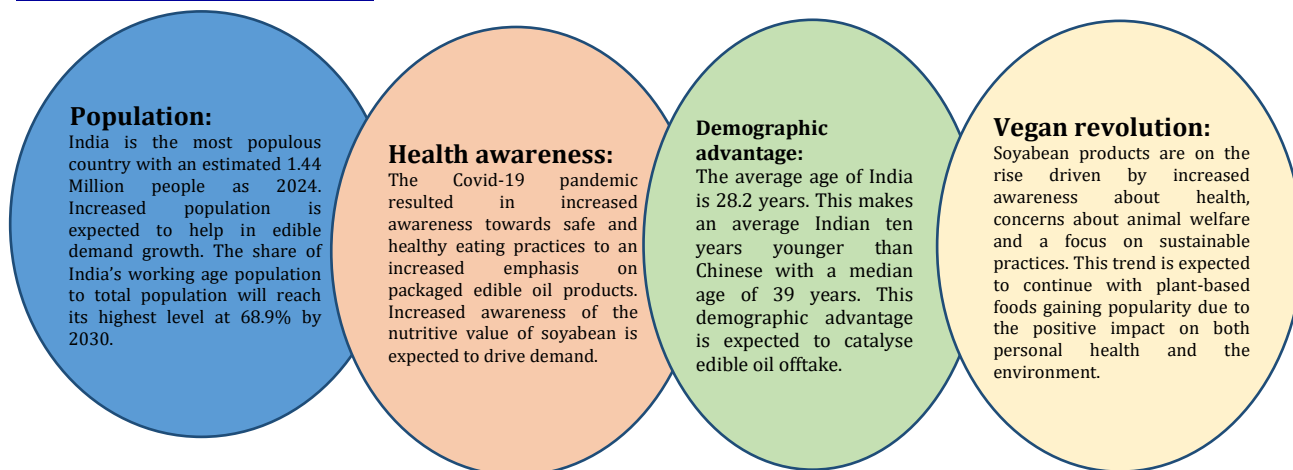 Population:
India is the most populous
country with an estimated 1.44
Million people as 2024.
Increased population is
expected to help in edible
demand growth. The share of
India’s working age population
to total population will reach
its highest level at 68.9% by
2030.
Health awareness:
The Covid-19 pandemic
resulted in increased
awareness towards safe and
healthy eating practices to an
increased emphasis on
packaged edible oil products.
Increased awareness of the
nutritive value of soyabean is
expected to drive demand.
Demographic
advantage:
The average age of India
is 28.2 years. This makes
an average Indian ten
years younger than
Chinese with a median
age of 39 years. This
demographic advantage
is expected to catalyse
edible oil offtake.
Vegan revolution:
Soyabean products are on the
rise driven by increased
awareness about health,
concerns about animal welfare
and a focus on sustainable
practices. This trend is expected
to continue with plant-based
foods gaining popularity due to
the positive impact on both
personal health and the
environment.